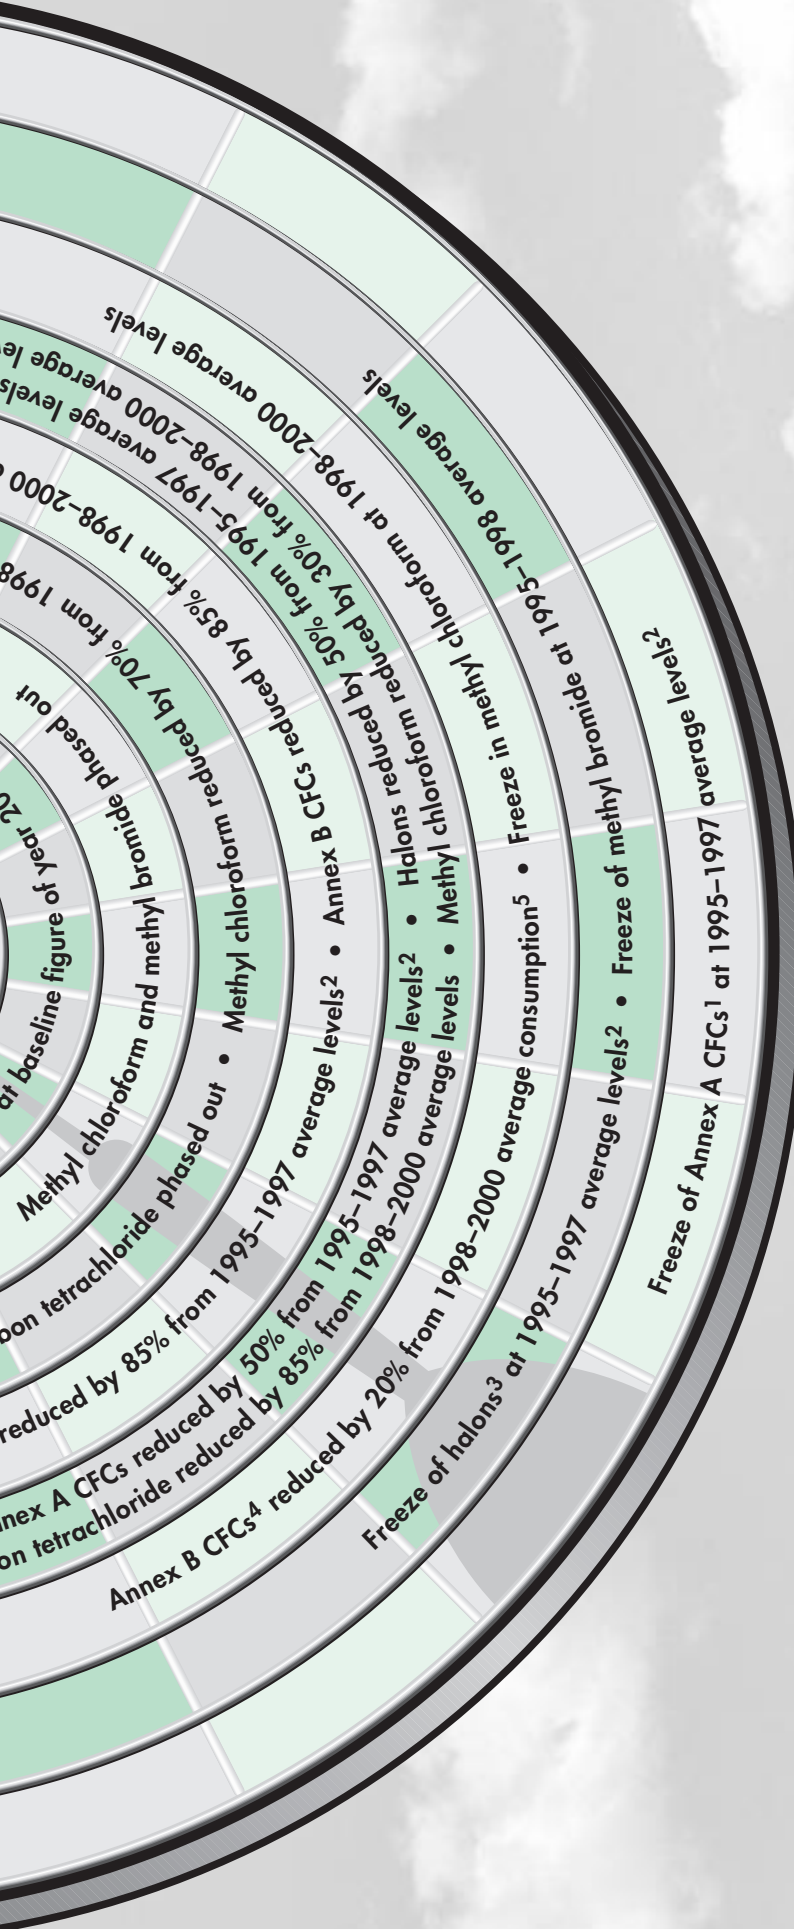 Freeze of Annex A CFCs1 at 1995–1997 average levels2
Freeze of halons3 at 1995–1997 average levels2 • Freeze of methyl bromide at 1995–1998 average levels
Annex B CFCs4 reduced by 20% from 1998–2000 average consumption5 • Freeze in methyl chloroform at 1998–2000 average levels
CFCs reduced by 50% from 1995–1997 average levels2 • Halons reduced by 50% from 1995–1997 average levels
tetrachloride reduced by 85% from 1998–2000 average levels • Methyl chloroform reduced by 30% from 1998–2000 average
reduced by 85% from 1995–1997 average levels2 • Annex B CFCs reduced by 85% from 1998–2000
tetrachloride phased out • Methyl chloroform reduced by 70% from 1998
Methyl chloroform and methyl bromide phased out
at baseline figure of year 20